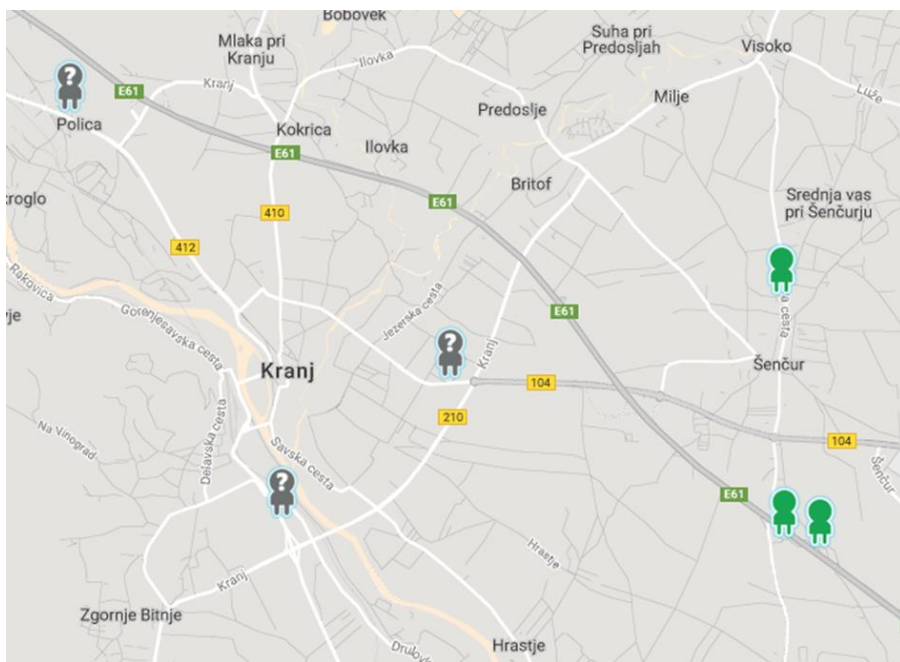 Bobovek
Mlaka pri
Kranju
Suha pri
Predosljah
Visoko
Ilovka
?
E61
Kranj
Luže
Milje
Predoslje
Polica
Kokrica
Ilovka
E61
Britof
E61
Srednja vas
pri Šenčurju
410
412
Rakovica
Jezerska cesta
a cesta
E61
Gorenjesavska cesta
?
Kranj
Kranj
Šenčur
104
210
Delavska cesta
Na Vinograd
Savska cesta
104
Šenčur
?
E61
Hrastje
Kranj
Zgornje Bitnje
Hrastje